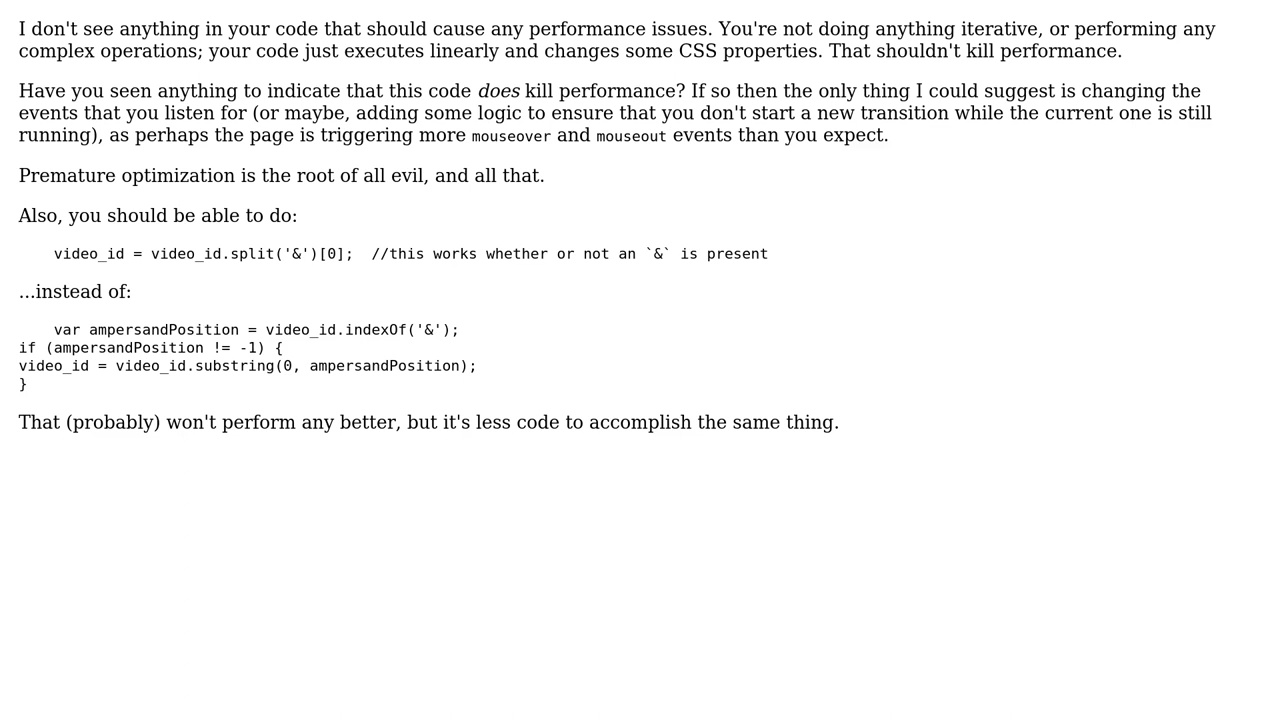 I don't see anything in your code that should cause any performance issues. You're not doing anything iterative, or performing any
complex operations; your code just executes linearly and changes some CSS properties. That shouldn't kill performance.
Have you seen anything to indicate that this code does kill performance? If so then the only thing I could suggest is changing the
events that you listen for (or maybe, adding some logic to ensure that you don't start a new transition while the current one is still
running), as perhaps the page is triggering more mouseover and mouseout events than you expect.
Premature optimization is the root of all evil, and all that.
Also, you should be able to do:
    video_id = video_id.split('&')[0];  //this works whether or not an `&` is present
...instead of:
    var ampersandPosition = video_id.indexOf('&');
if (ampersandPosition != -1) {
video_id = video_id.substring(0, ampersandPosition);
}
That (probably) won't perform any better, but it's less code to accomplish the same thing.